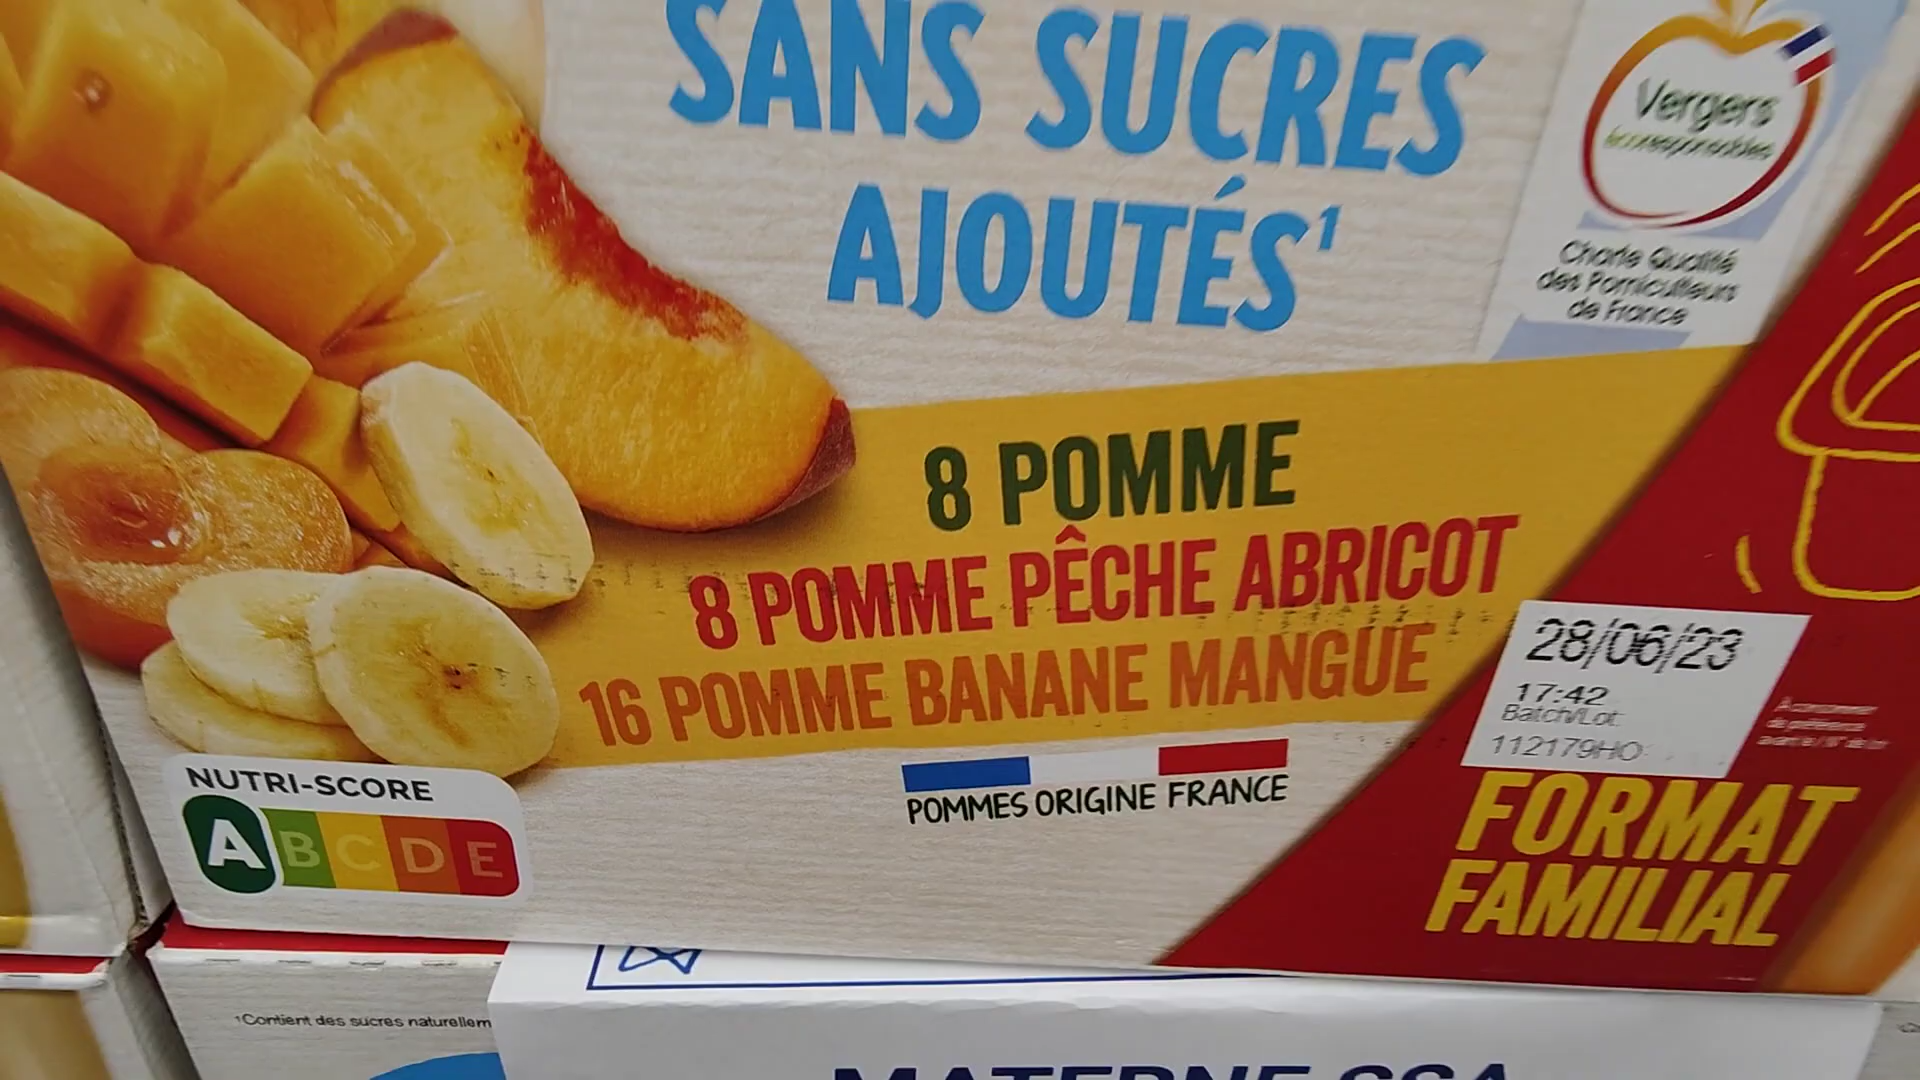 SANS SUCRES
AJOUTÉS¹
Vergers
écoresponsables
Charte Qualité
des Pomiculteurs
de France
8 POMME
8 POMME PÊCHE ABRICOT
16 POMME BANANE MANGUE
28/06/23
17:42
Batch/Lot:
112179HO
POMMES ORIGINE FRANCE
NUTRI-SCORE
A B C D E
FORMAT
FAMILIAL
¹Contient des sucres naturellem